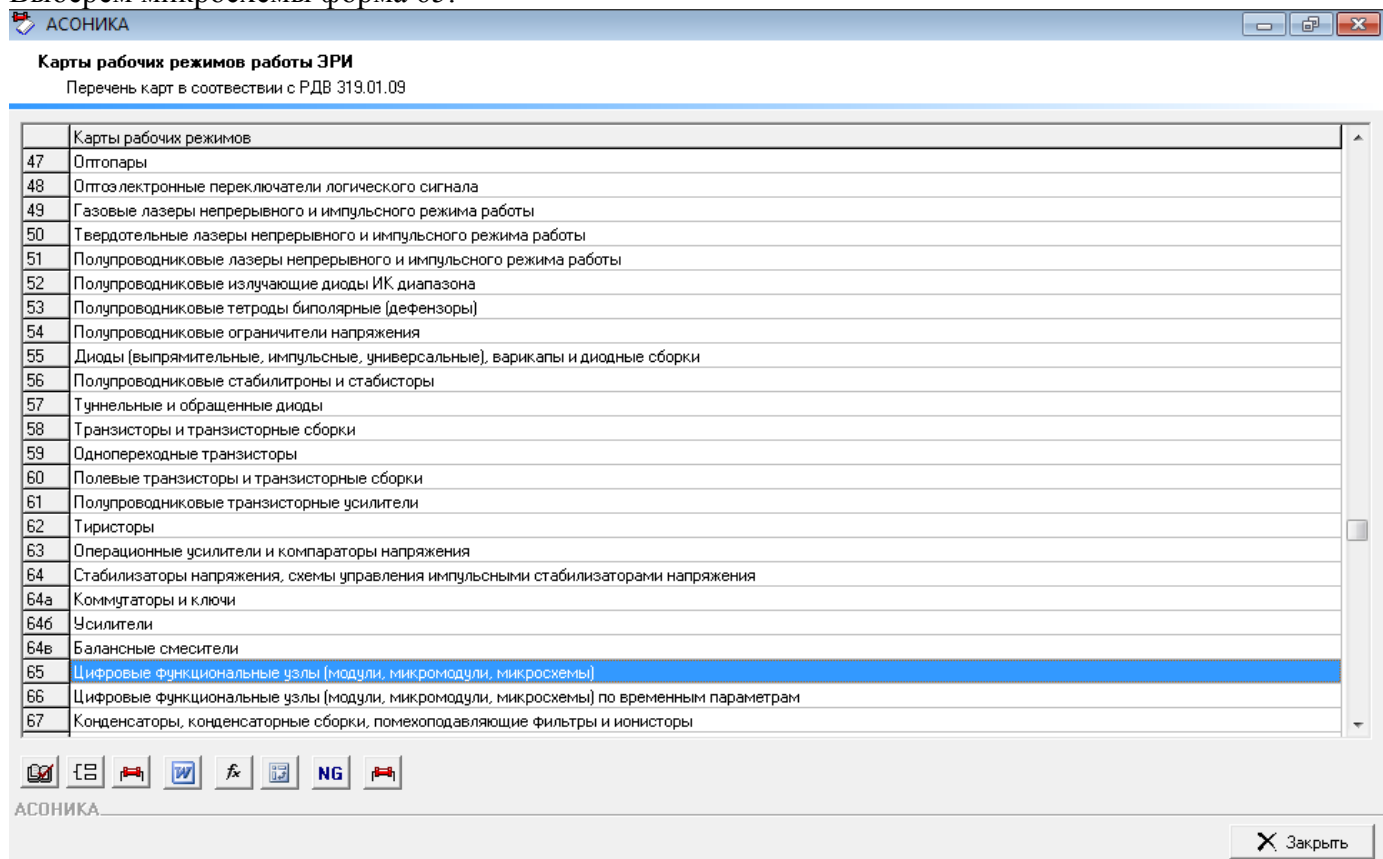 Выберем микросхемы форма 65:
АСОНИКА
Карты рабочих режимов работы ЭРИ
Перечень карт в соотвествии с РДВ 319.01.09
Карты рабочих режимов
47 Оптопары
48 Оптоэлектронные переключатели логического сигнала
49 Газовые лазеры непрерывного и импульсного режима работы
50 Твердотельные лазеры непрерывного и импульсного режима работы
51 Полупроводниковые лазеры непрерывного и импульсного режима работы
52 Полупроводниковые излучающие диоды ИК диапазона
53 Полупроводниковые тетроды биполярные (дефензоры)
54 Полупроводниковые ограничители напряжения
55 Диоды (выпрямительные, импульсные, универсальные), варикапы и диодные сборки
56 Полупроводниковые стабилитроны и стабисторы
57 Туннельные и обращенные диоды
58 Транзисторы и транзисторные сборки
59 Однопереходные транзисторы
60 Полевые транзисторы и транзисторные сборки
61 Полупроводниковые транзисторные усилители
62 Тиристоры
63 Операционные усилители и компараторы напряжения
64 Стабилизаторы напряжения, схемы управления импульсными стабилизаторами напряжения
64а Коммутаторы и ключи
64б Усилители
64в Балансные смесители
65 Цифровые функциональные узлы (модули, микромодули, микросхемы)
66 Цифровые функциональные узлы (модули, микромодули, микросхемы) по временным параметрам
67 Конденсаторы, конденсаторные сборки, помехоподавляющие фильтры и ионисторы
W fx NG
АСОНИКА
Закрыть